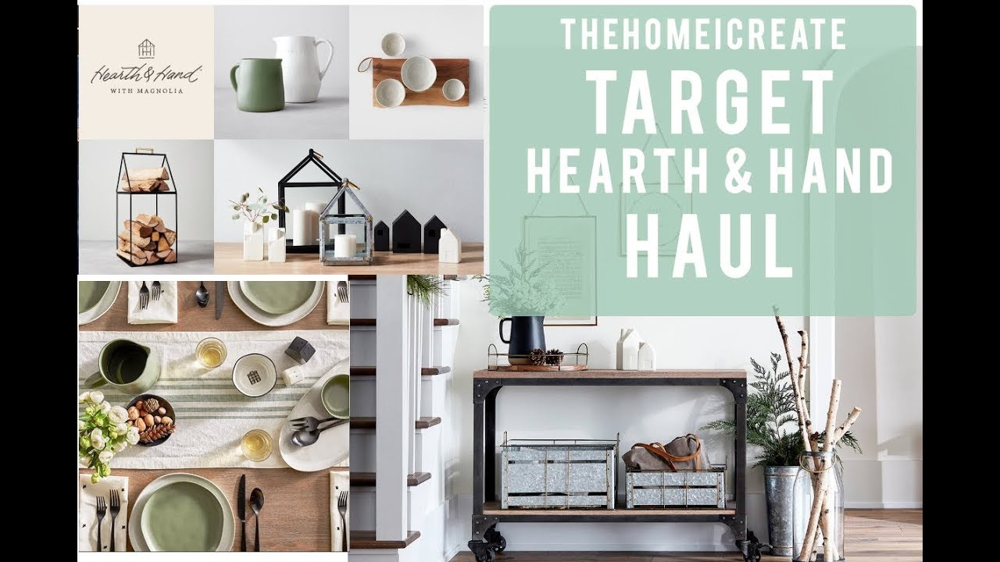 Hearth & Hand
WITH MAGNOLIA
THEHOMEICREATE
TARGET
HEARTH & HAND
HAUL